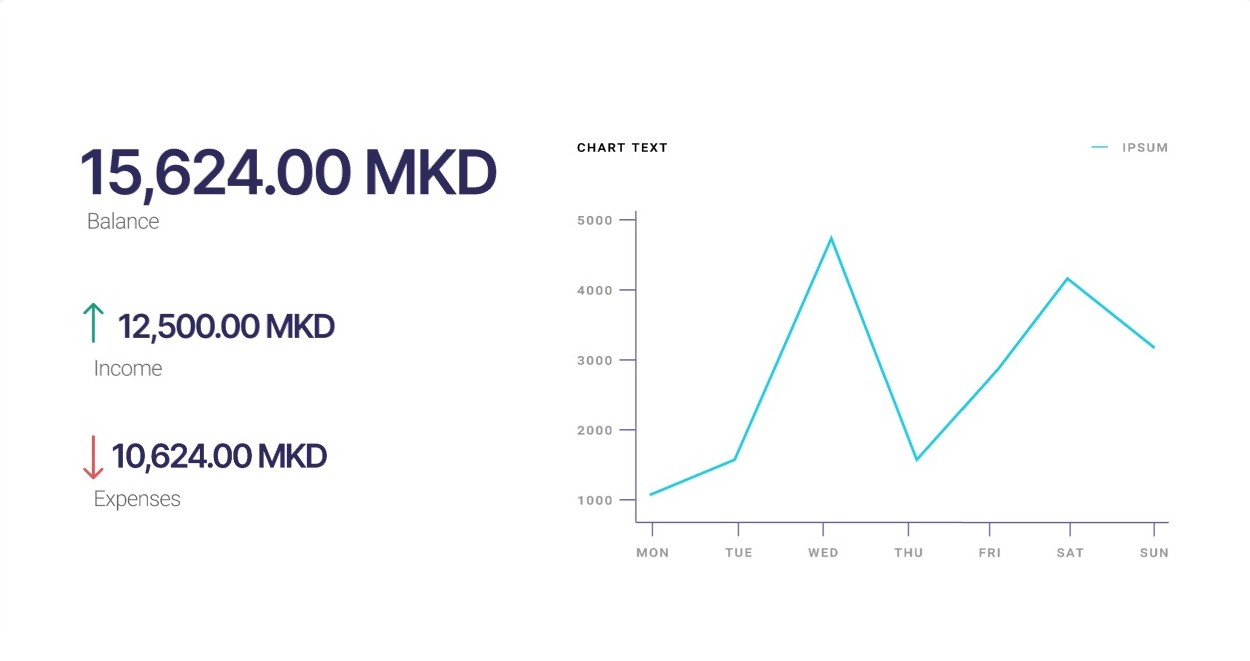 15,624.00 MKD
Balance
12,500.00 MKD
Income
10,624.00 MKD
Expenses
CHART TEXT
IPSUM
5000
4000
3000
2000
1000
MON TUE WED THU FRI SAT SUN